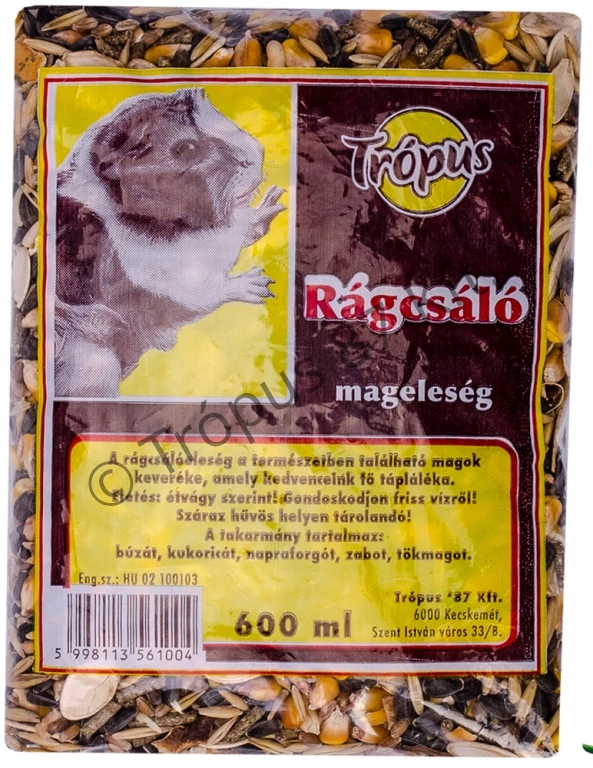 Trópus
Rágcsáló
mageleség
© Trópus
A rágcsálóeleség a természetben található magok
keveréke, amely kedvenceink fő tápláléka.
Etetés: étvágy szerint! Gondoskodjon friss vízről!
Száraz hűvös helyen tárolandó!
A takarmány tartalmaz:
búzát, kukoricát, napraforgót, zabot, tökmagot.
Eng.sz.: HU 02 100103
5 998113 561004
600 ml
Trópus '87 Kft.
6000 Kecskemét,
Szent István város 33/B.